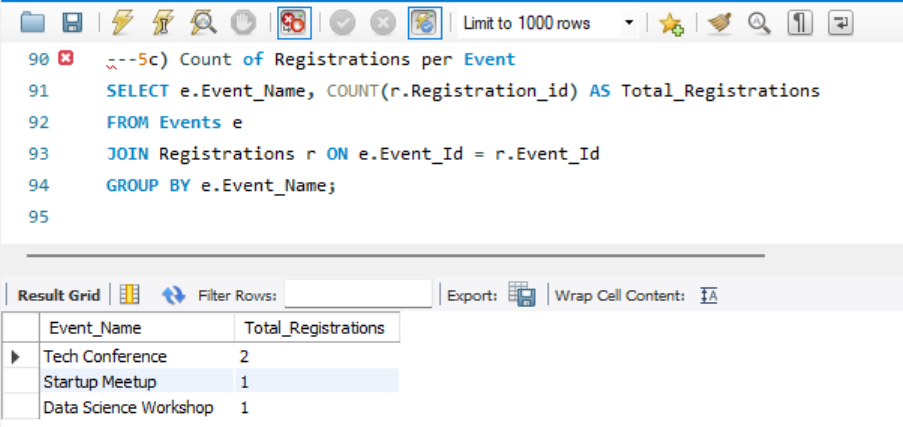 Limit to 1000 rows
90 ---5c) Count of Registrations per Event
91 SELECT e.Event_Name, COUNT(r.Registration_id) AS Total_Registrations
92 FROM Events e
93 JOIN Registrations r ON e.Event_Id = r.Event_Id
94 GROUP BY e.Event_Name;
95
Result Grid Filter Rows: Export: Wrap Cell Content: IA
Event_Name Total_Registrations
Tech Conference 2
Startup Meetup 1
Data Science Workshop 1